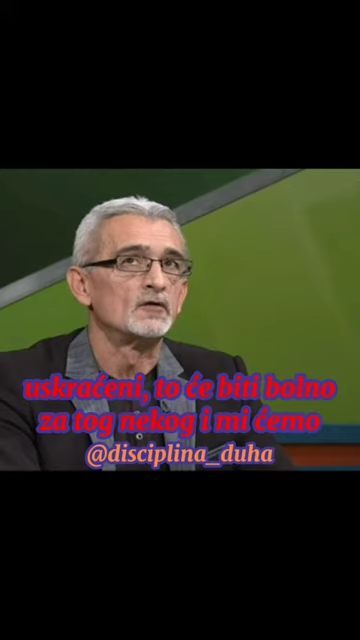 uskraćeni, to će biti bolno
za tog nekog i mi ćemo
@disciplina_duha